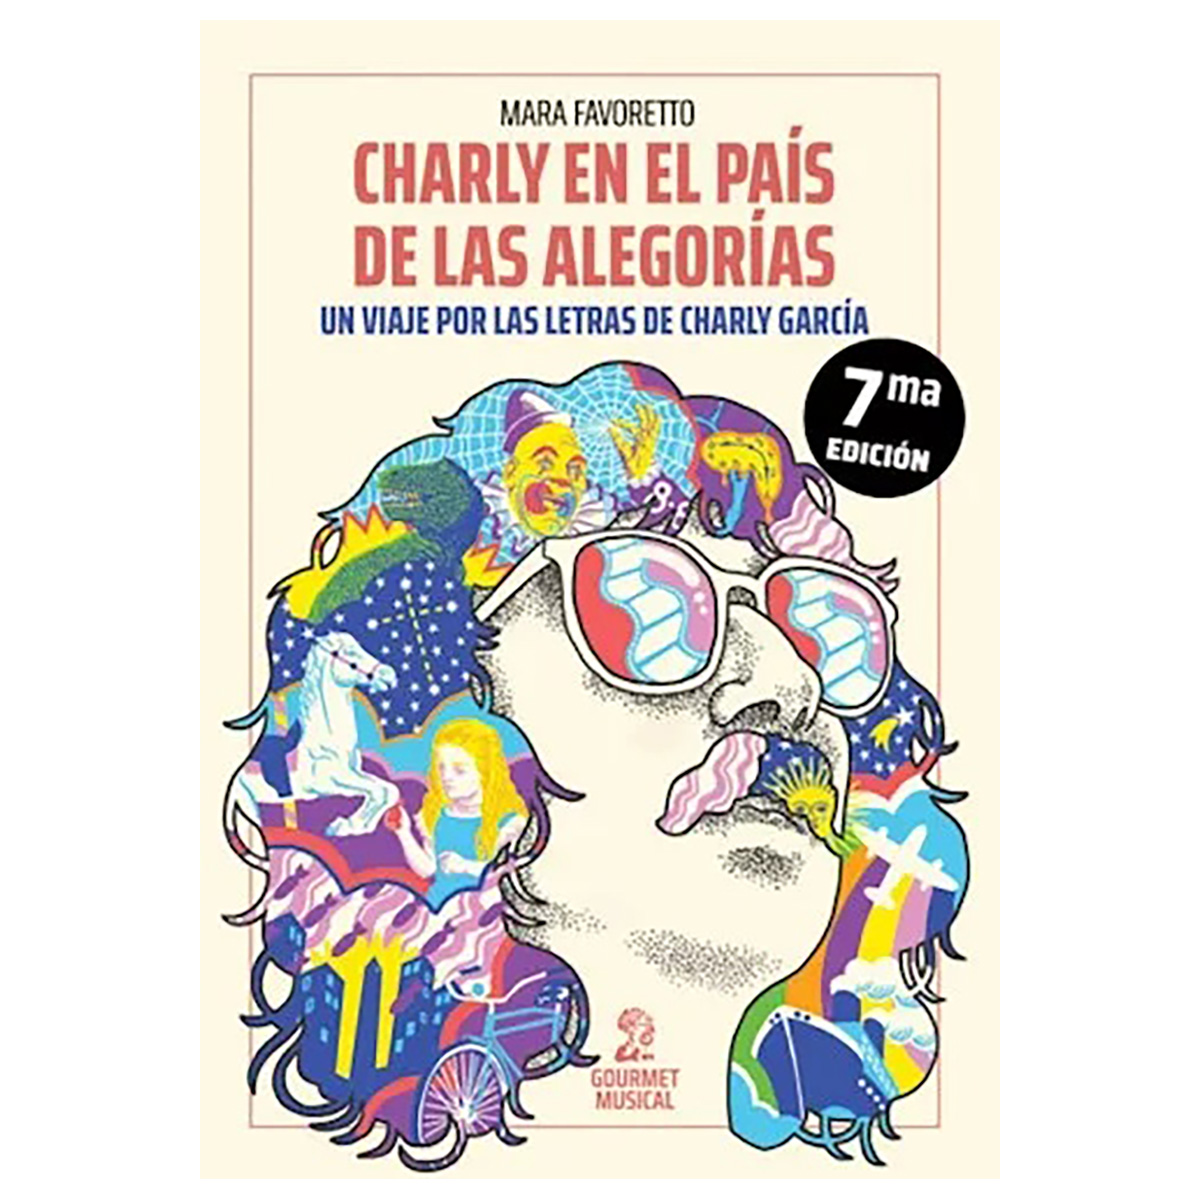 MARA FAVORETTO
CHARLY EN EL PAÍS
DE LAS ALEGORÍAS
UN VIAJE POR LAS LETRAS DE CHARLY GARCÍA
7ma
EDICIÓN
GOURMET
MUSICAL